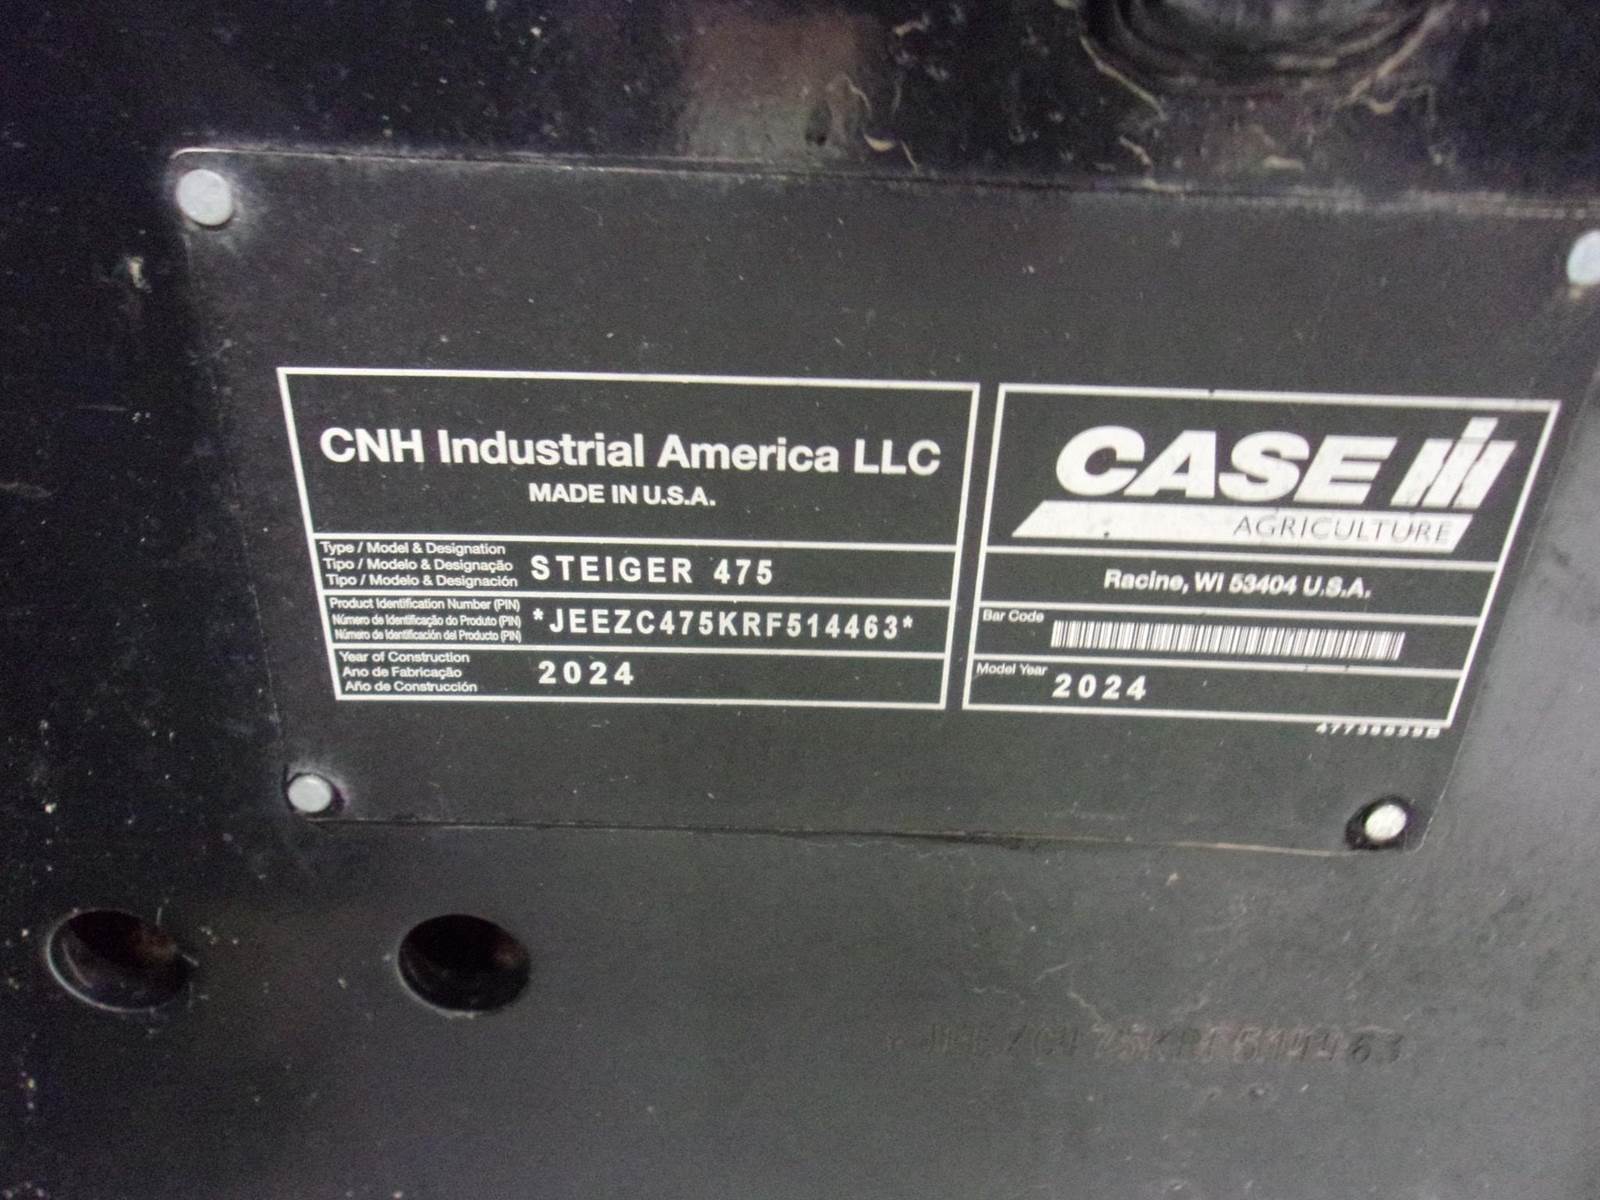 CNH Industrial America LLC
MADE IN U.S.A.
Type / Model & Designation
Tipo / Modelo & Designação
Tipo / Modelo & Designación
STEIGER 475
Product Identification Number (PIN)
Número de Identificação do Produto (PIN)
Número de Identificación del Producto (PIN)
*JEEZC475KRF514463*
Year of Construction
Ano de Fabricação
Año de Construcción
2024
CASE IH
AGRICULTURE
Racine, WI 53404 U.S.A.
Bar Code
Model Year
2024
JEEZC475KRF514463